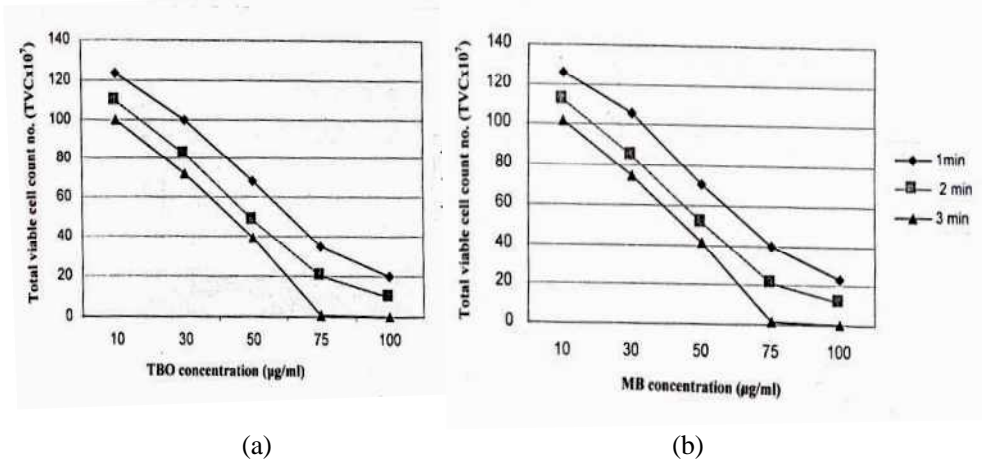 Total viable cell count no. (TVCx10⁷)
140
120
100
80
60
40
20
0
10 30 50 75 100
TBO concentration (µg/ml)
(a)
Total viable cell count no. (TVCx10⁷)
140
120
100
80
60
40
20
0
10 30 50 75 100
MB concentration (µg/ml)
1min
2 min
3 min
(b)